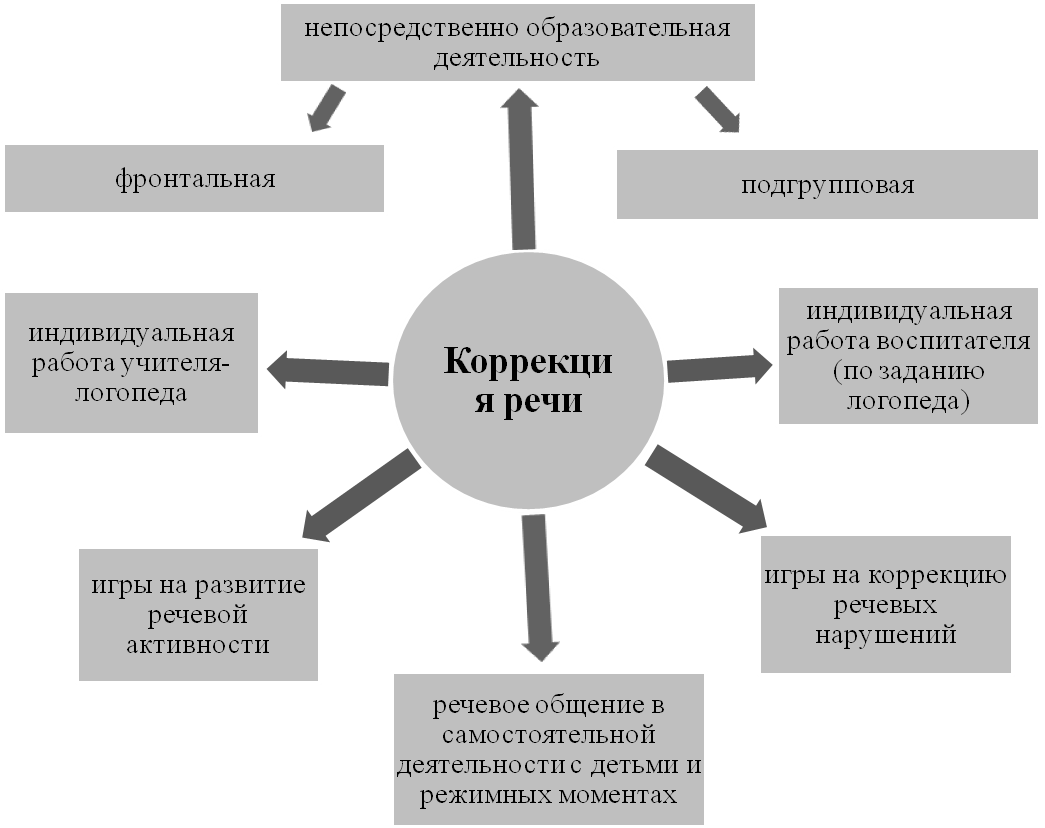 непосредственно образовательная
деятельность
фронтальная
подгрупповая
индивидуальная
работа учителя-
логопеда
Коррекци
я речи
индивидуальная
работа воспитателя
(по заданию
логопеда)
игры на развитие
речевой
активности
игры на коррекцию
речевых
нарушений
речевое общение в
самостоятельной
деятельности с детьми и
режимных моментах